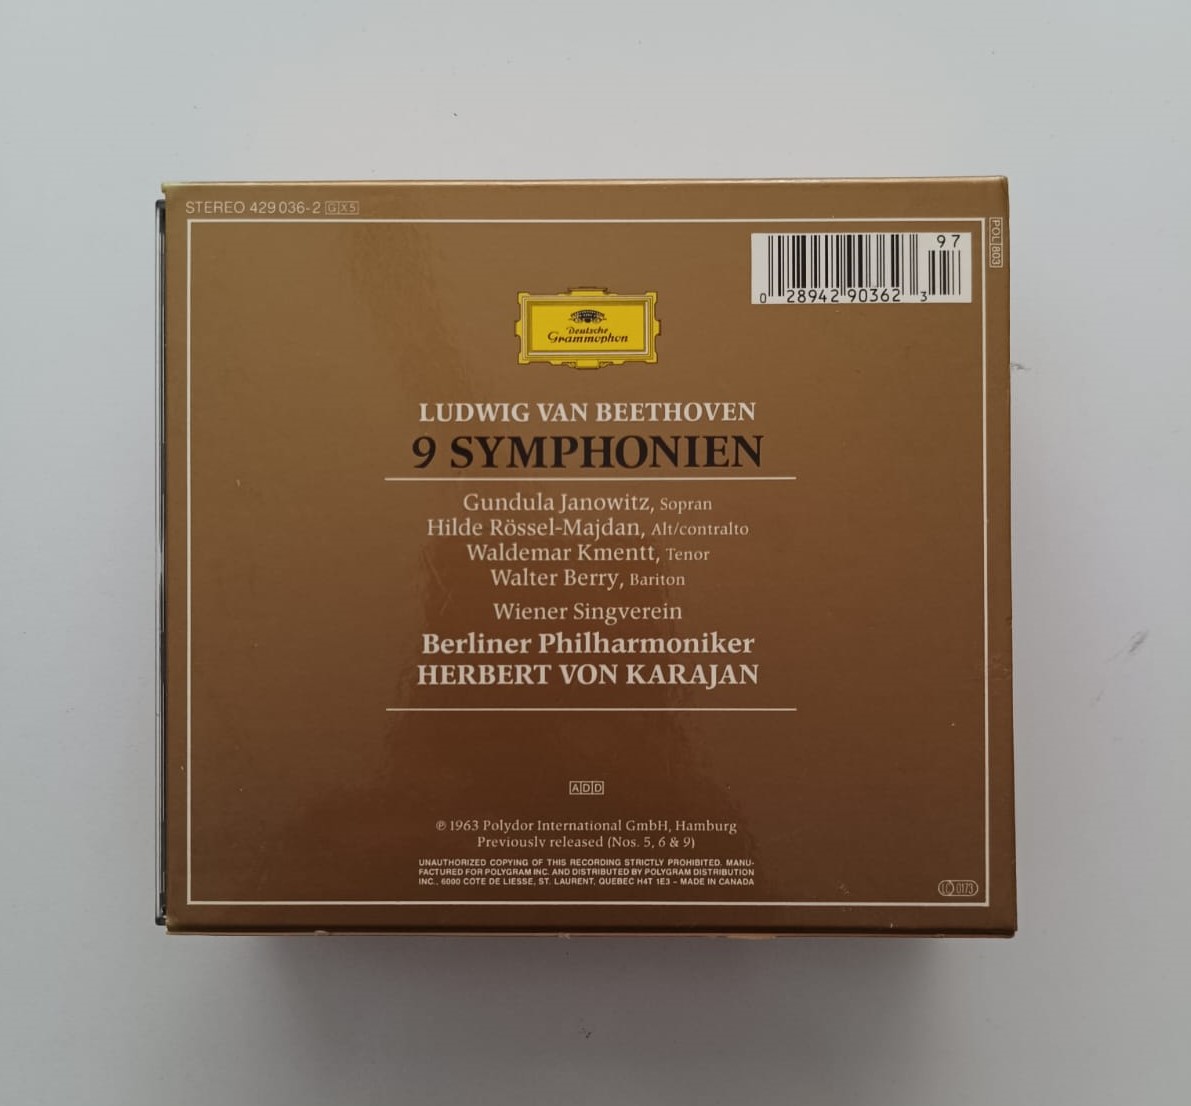 STEREO 429 036-2 G X 5
POL 803
97
0 28942 90362 3
Deutsche
Grammophon
LUDWIG VAN BEETHOVEN
9 SYMPHONIEN
Gundula Janowitz, Sopran
Hilde Rössel-Majdan, Alt/contralto
Waldemar Kmentt, Tenor
Walter Berry, Bariton
Wiener Singverein
Berliner Philharmoniker
HERBERT VON KARAJAN
ADD
℗ 1963 Polydor International GmbH, Hamburg
Previously released (Nos. 5, 6 & 9)
UNAUTHORIZED COPYING OF THIS RECORDING STRICTLY PROHIBITED. MANU-
FACTURED FOR POLYGRAM INC. AND DISTRIBUTED BY POLYGRAM DISTRIBUTION
INC., 6000 COTE DE LIESSE, ST. LAURENT, QUEBEC H4T 1E3 - MADE IN CANADA
LC 0173